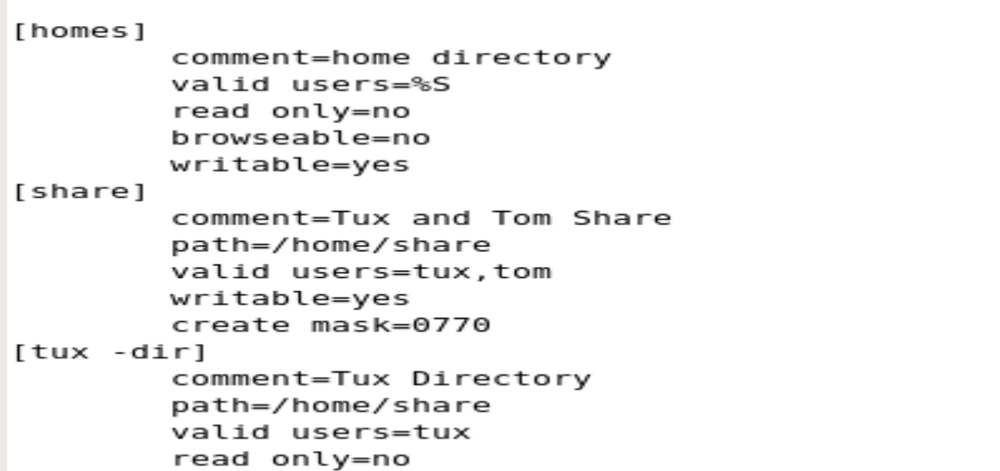 [homes]
comment=home directory
valid users=%S
read only=no
browseable=no
writable=yes
[share]
comment=Tux and Tom Share
path=/home/share
valid users=tux,tom
writable=yes
create mask=0770
[tux -dir]
comment=Tux Directory
path=/home/share
valid users=tux
read only=no